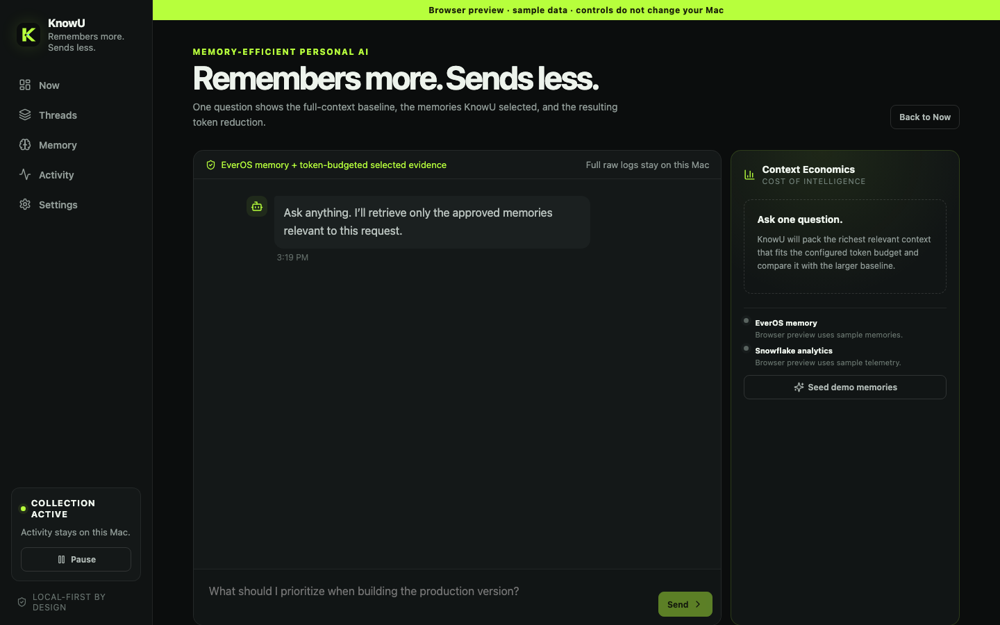 Browser preview · sample data · controls do not change your Mac
KnowU
Remembers more.
Sends less.
Now
Threads
Memory
Activity
Settings
COLLECTION
ACTIVE
Activity stays on this Mac.
Pause
LOCAL-FIRST BY
DESIGN
MEMORY-EFFICIENT PERSONAL AI
Remembers more. Sends less.
One question shows the full-context baseline, the memories KnowU selected, and the resulting
token reduction.
Back to Now
EverOS memory + token-budgeted selected evidence
Full raw logs stay on this Mac
Ask anything. I’ll retrieve only the approved memories
relevant to this request.
3:19 PM
What should I prioritize when building the production version?
Send
Context Economics
COST OF INTELLIGENCE
Ask one question.
KnowU will pack the richest relevant context
that fits the configured token budget and
compare it with the larger baseline.
EverOS memory
Browser preview uses sample memories.
Snowflake analytics
Browser preview uses sample telemetry.
Seed demo memories